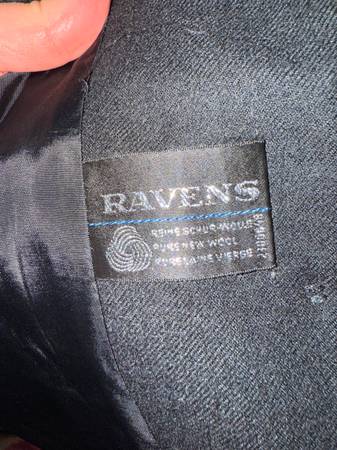 RAVENS
REINE SCHURWOLLE
PURE NEW WOOL
PURE LAINE VIERGE